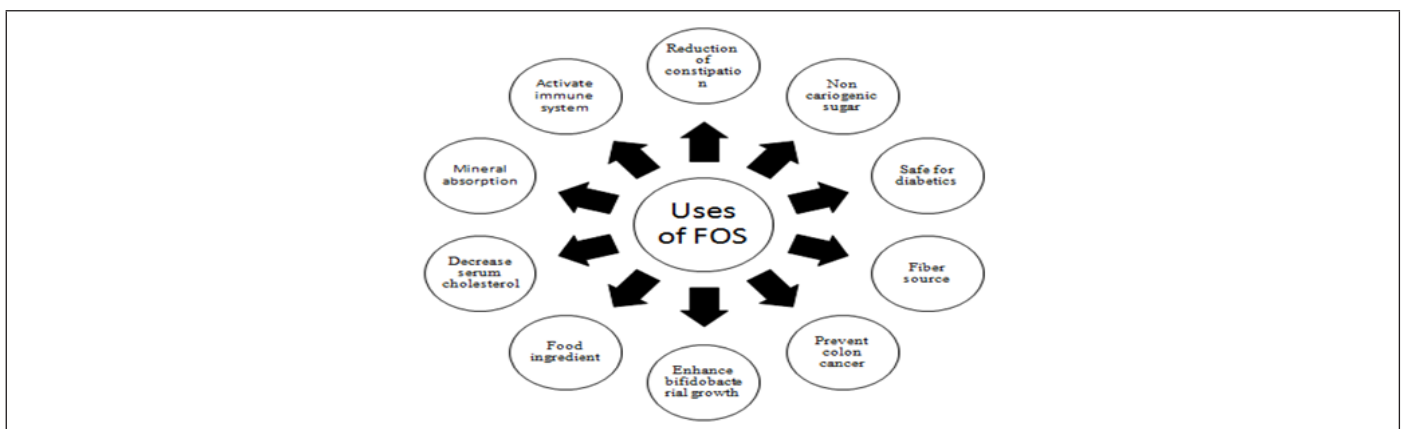 Reduction
of
constipatio
n
Non
cariogenic
sugar
Safe for
diabetics
Fiber
source
Prevent
colon
cancer
Enhance
bifidobacte
rial growth
Food
ingredient
Decrease
serum
cholesterol
Mineral
absorption
Activate
immune
system
Uses
of FOS